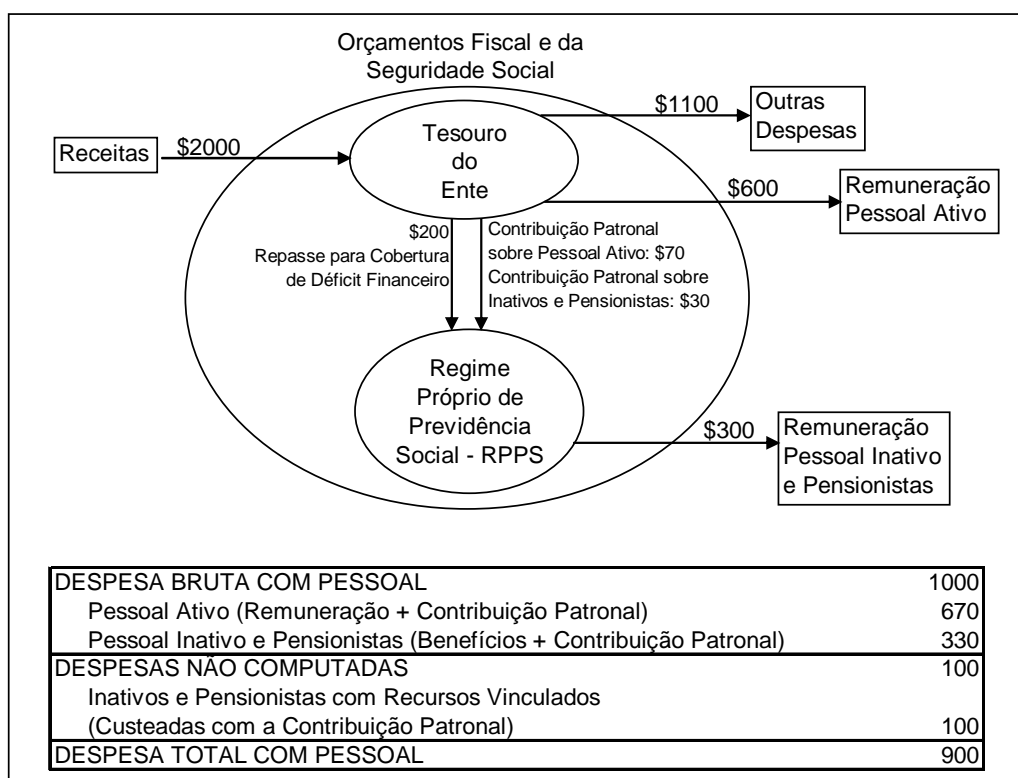 Orçamentos Fiscal e da
Seguridade Social
Receitas
$2000
Tesouro
do
Ente
$1100
Outras
Despesas
$600
Remuneração
Pessoal Ativo
$200
Repasse para Cobertura
de Déficit Financeiro
Contribuição Patronal
sobre Pessoal Ativo: $70
Contribuição Patronal sobre
Inativos e Pensionistas: $30
Regime
Próprio de
Previdência
Social - RPPS
$300
Remuneração
Pessoal Inativo
e Pensionistas
DESPESA BRUTA COM PESSOAL 1000
Pessoal Ativo (Remuneração + Contribuição Patronal) 670
Pessoal Inativo e Pensionistas (Benefícios + Contribuição Patronal) 330
DESPESAS NÃO COMPUTADAS 100
Inativos e Pensionistas com Recursos Vinculados
(Custeadas com a Contribuição Patronal) 100
DESPESA TOTAL COM PESSOAL 900